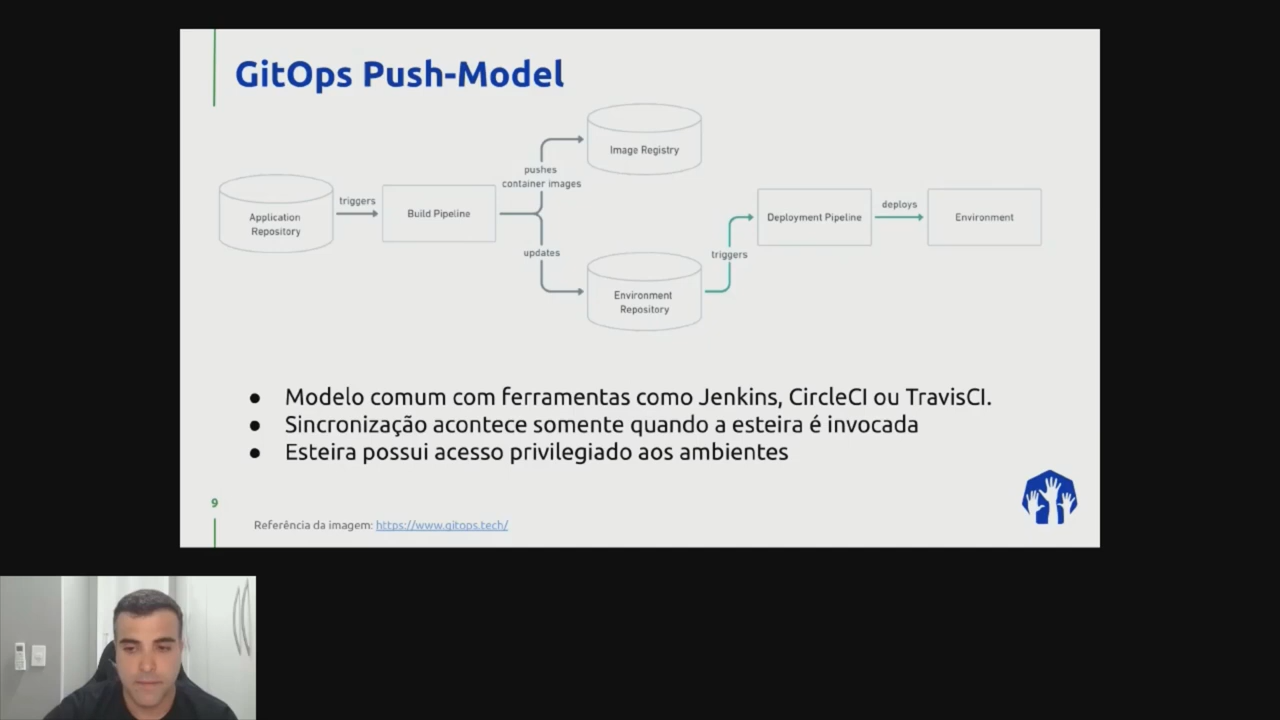 GitOps Push-Model
Image Registry
pushes
container images
triggers
Application
Repository
Build Pipeline
updates
Environment
Repository
triggers
Deployment Pipeline
deploys
Environment
● Modelo comum com ferramentas como Jenkins, CircleCI ou TravisCI.
● Sincronização acontece somente quando a esteira é invocada
● Esteira possui acesso privilegiado aos ambientes
9
Referência da imagem: https://www.gitops.tech/